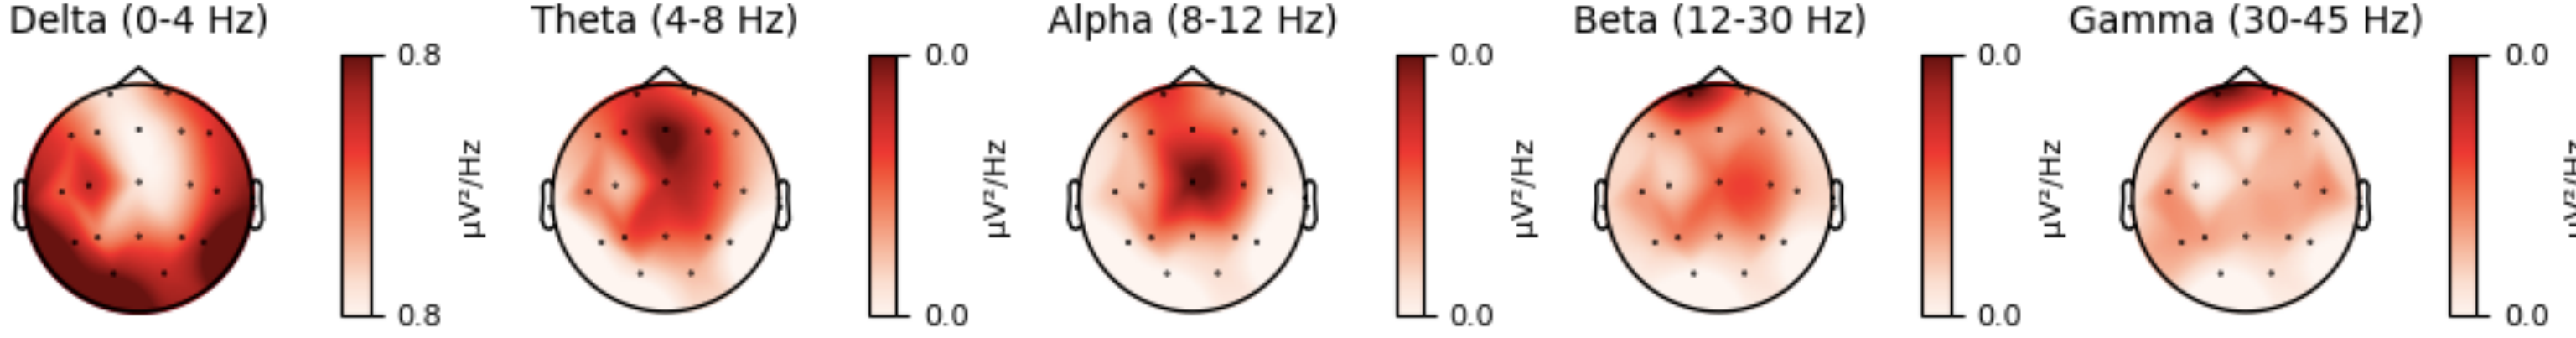 Delta (0-4 Hz) Theta (4-8 Hz) Alpha (8-12 Hz) Beta (12-30 Hz) Gamma (30-45 Hz)
0.8 0.0 0.0 0.0 0.0
µV²/Hz µV²/Hz µV²/Hz µV²/Hz
0.8 0.0 0.0 0.0 0.0